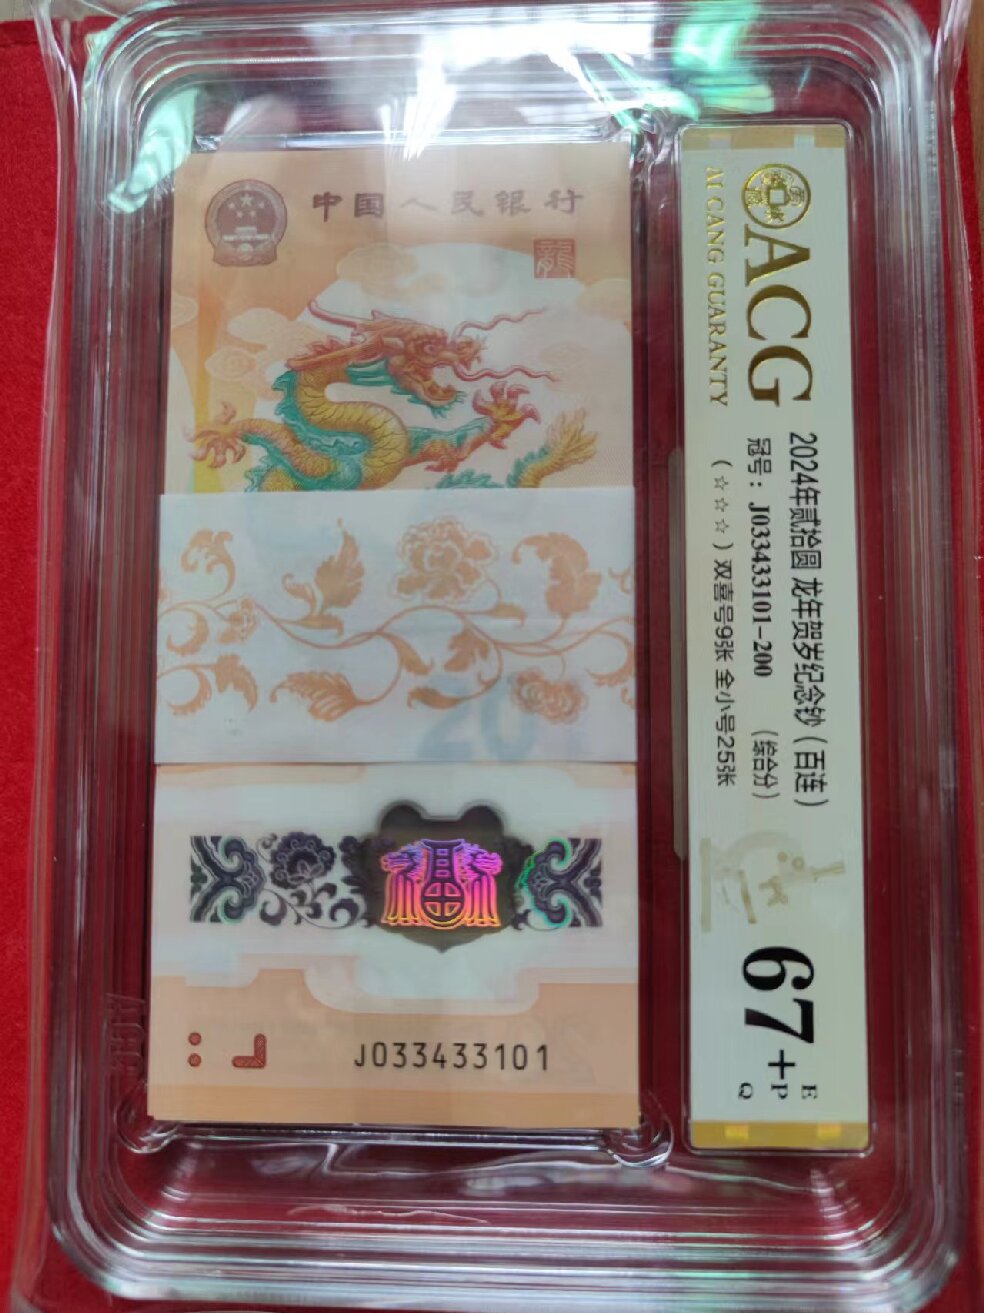 中国人民银行
龍
20
J033433101
ACG
AI CANG GUARANTY
2024年贰拾圆 龙年贺岁纪念钞（百连）
冠号：J033433101-200 （综合分）
（☆☆☆）双喜号9张 全小号25张
67+ E
P
Q